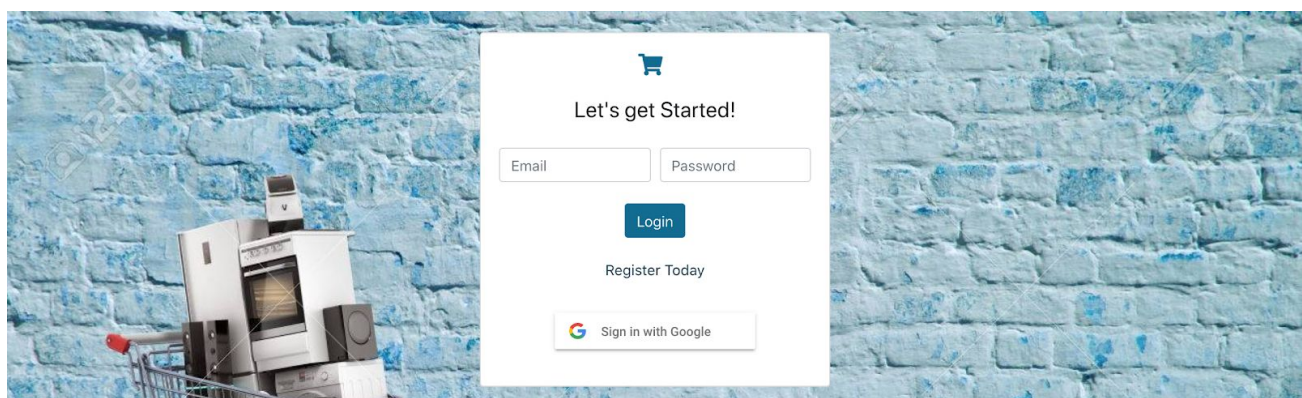 Let's get Started!
Email Password
Login
Register Today
Sign in with Google